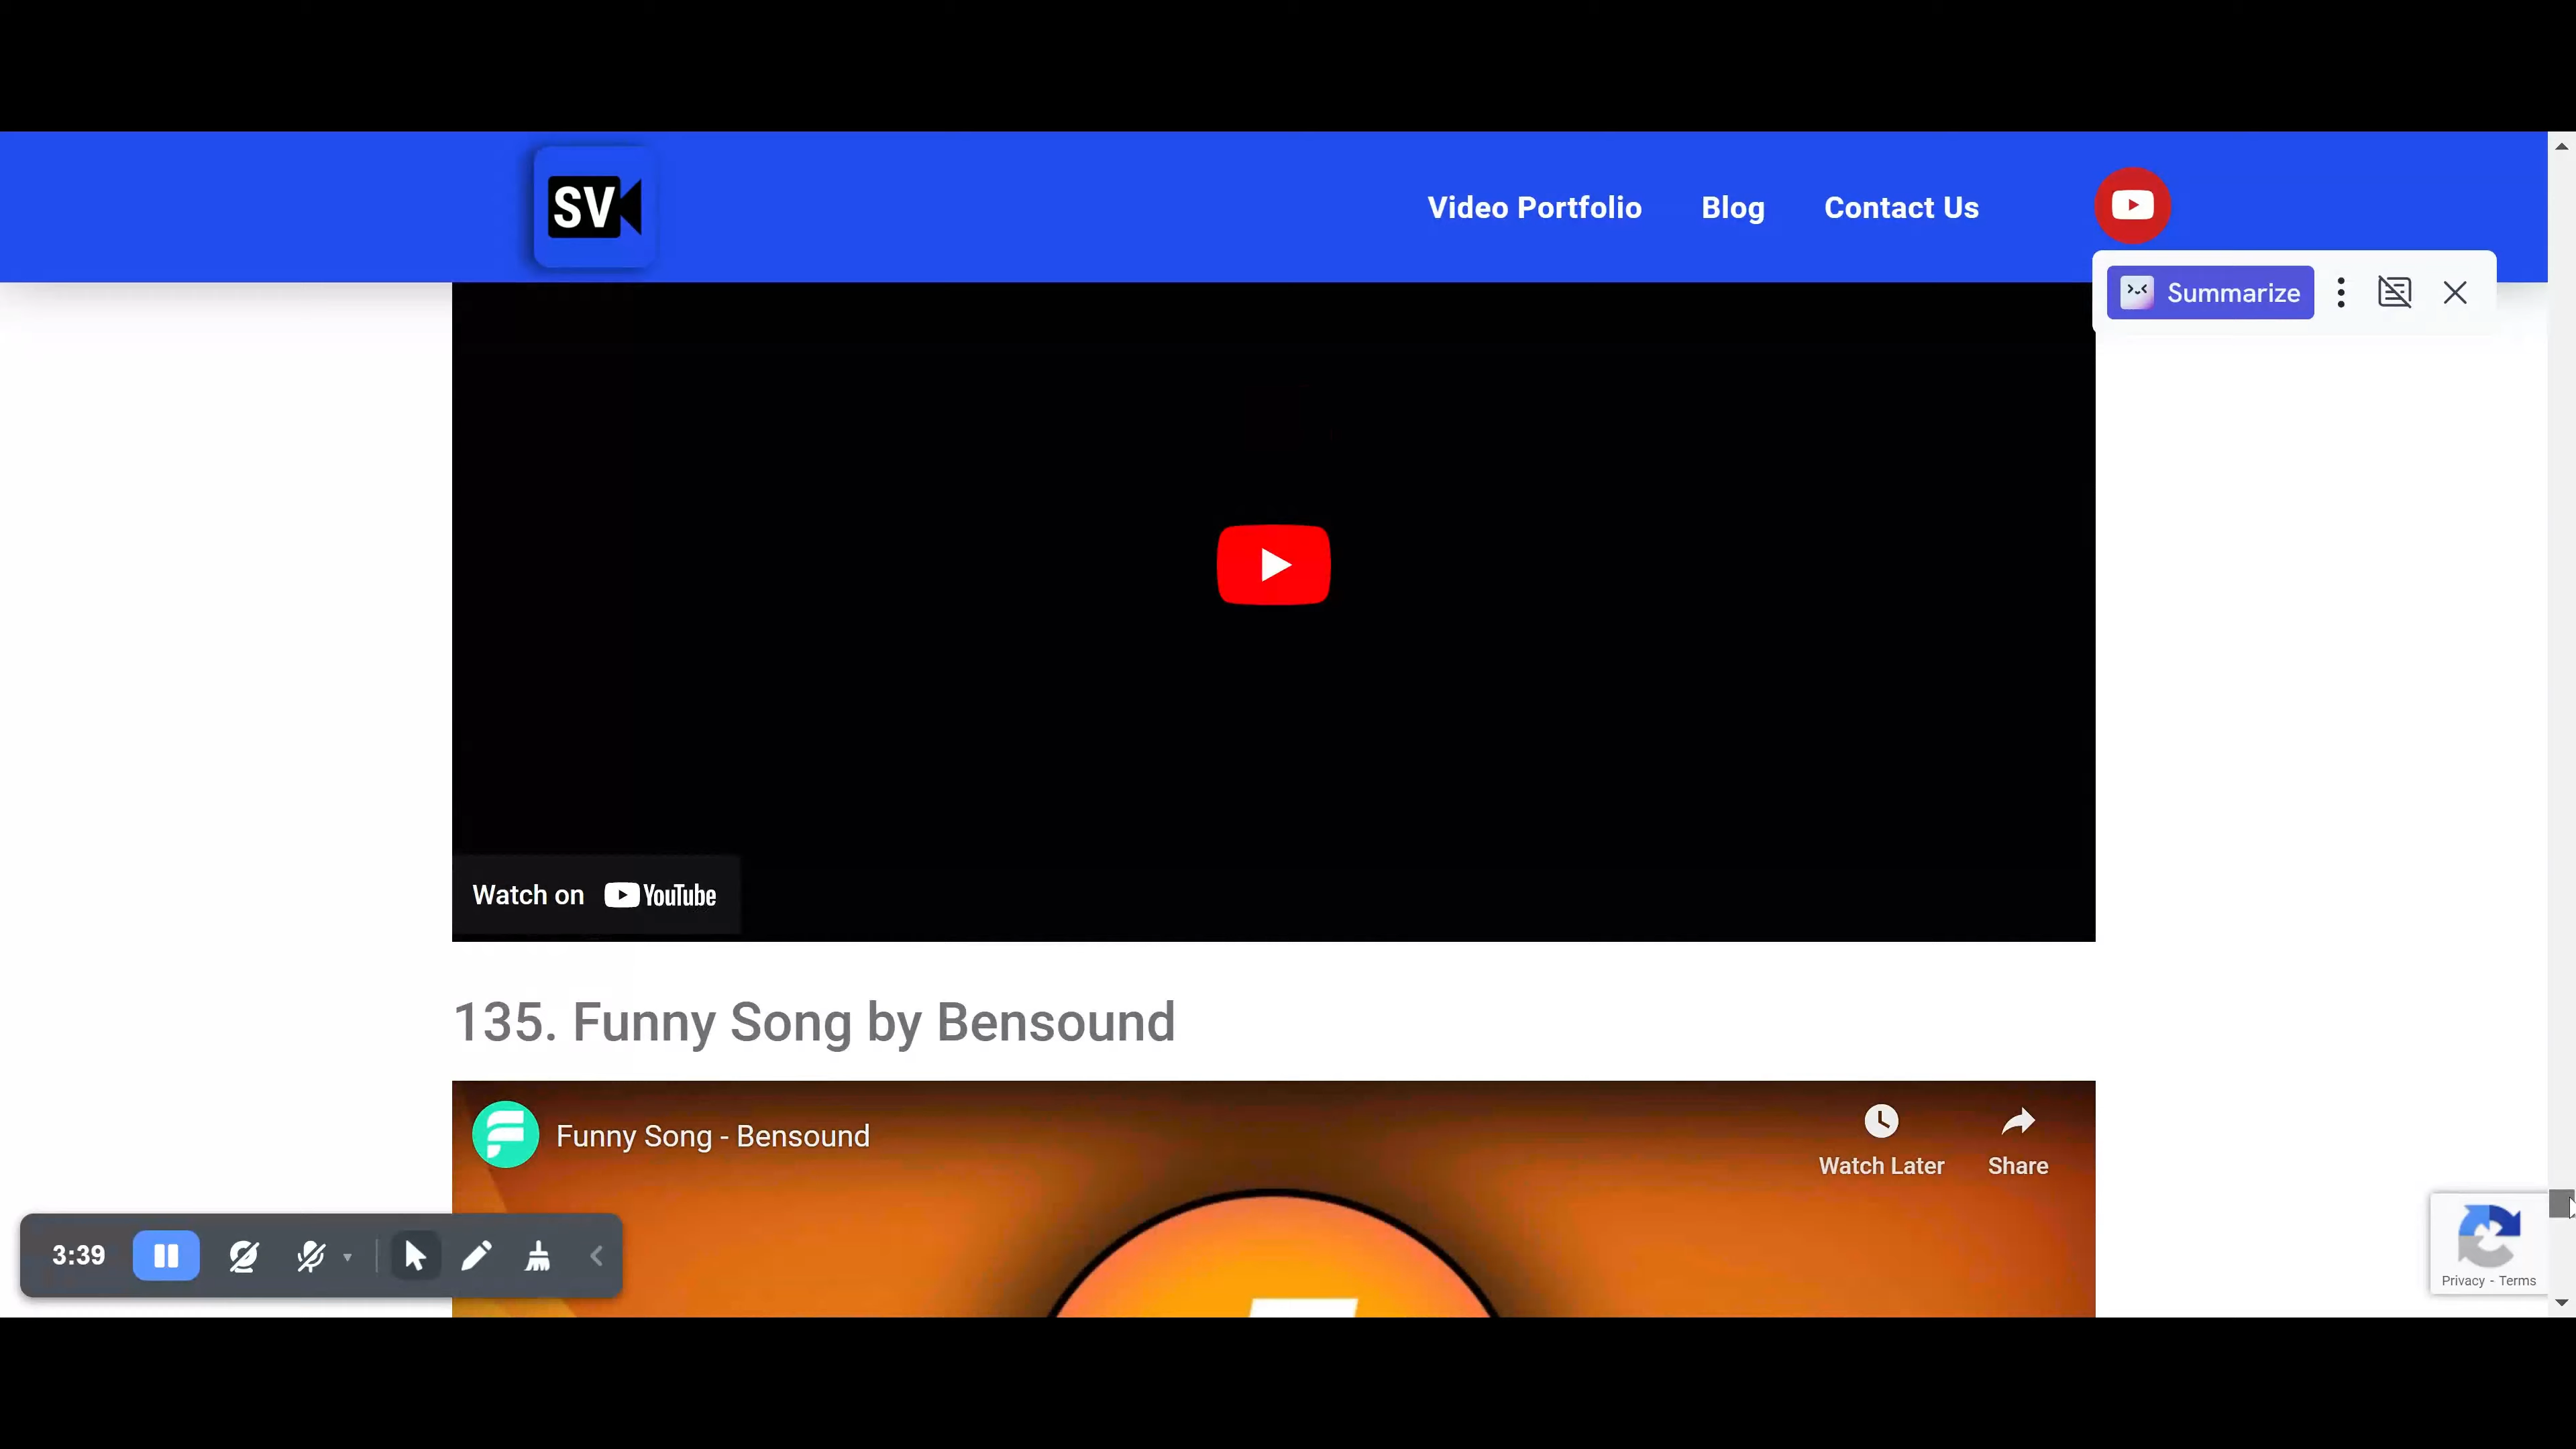 SV
Video Portfolio
Blog
Contact Us
Summarize
Watch on YouTube
135. Funny Song by Bensound
Funny Song - Bensound
Watch Later
Share
3:39
Privacy - Terms